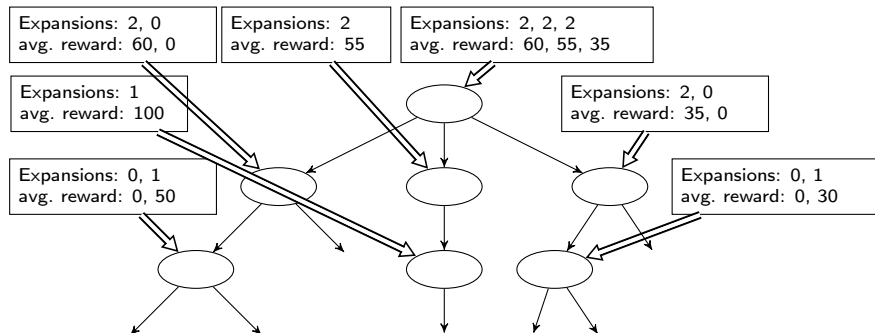 Expansions: 2, 0
avg. reward: 60, 0
Expansions: 2
avg. reward: 55
Expansions: 2, 2, 2
avg. reward: 60, 55, 35
Expansions: 1
avg. reward: 100
Expansions: 2, 0
avg. reward: 35, 0
Expansions: 0, 1
avg. reward: 0, 50
Expansions: 0, 1
avg. reward: 0, 30